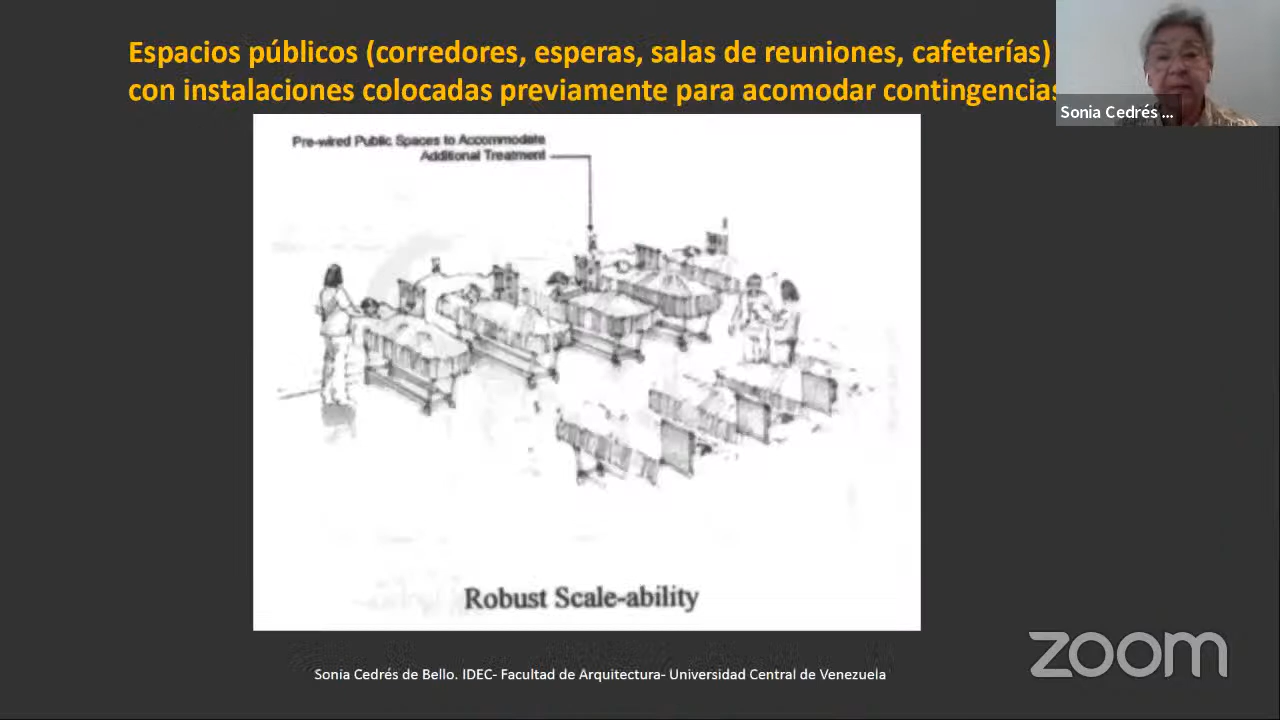 Espacios públicos (corredores, esperas, salas de reuniones, cafeterías)
con instalaciones colocadas previamente para acomodar contingencias
Sonia Cedrés ...
Pre-wired Public Spaces to Accommodate
Additional Treatment
Robust Scale-ability
Sonia Cedrés de Bello. IDEC- Facultad de Arquitectura- Universidad Central de Venezuela
zoom